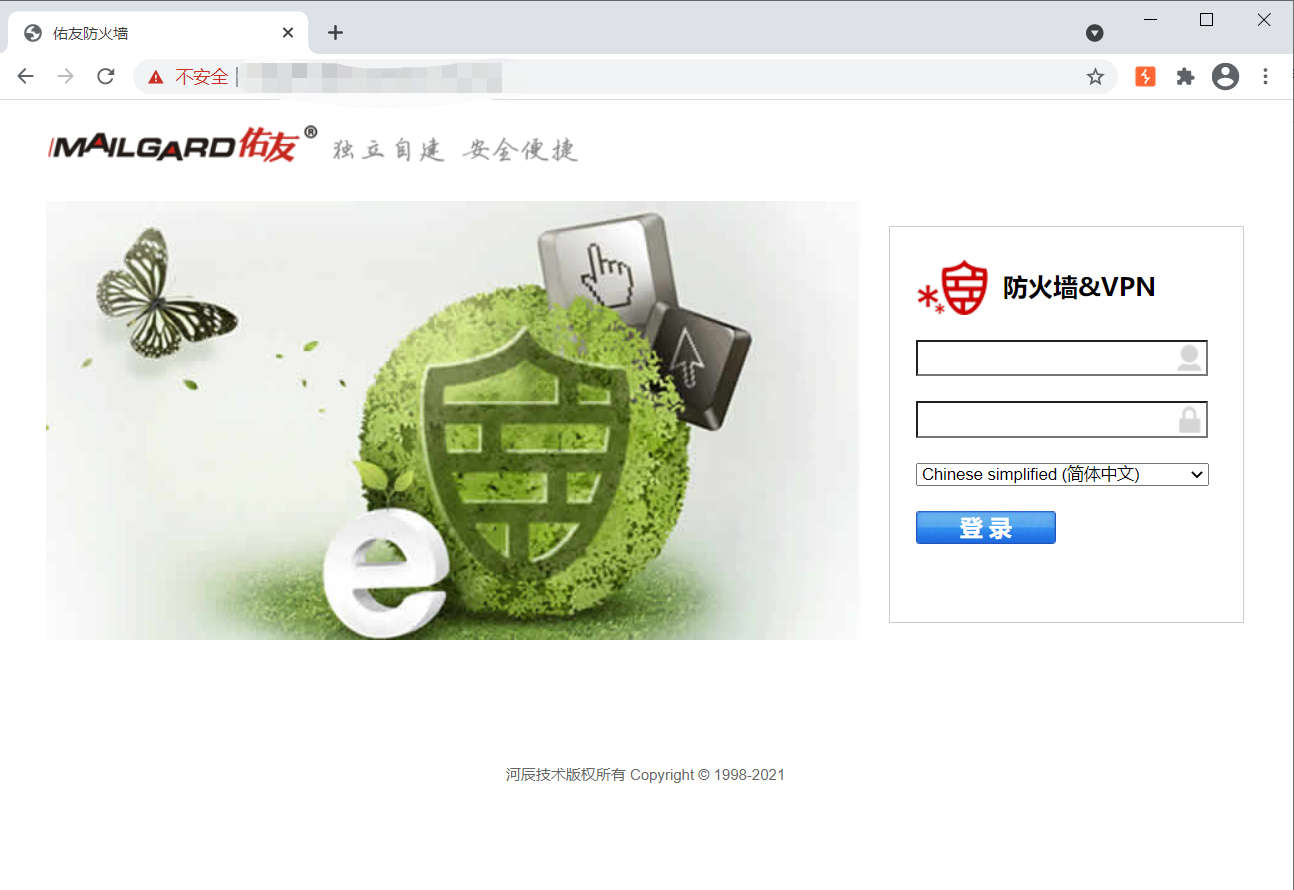 佑友防火墙
不安全
MAILGARD佑友® 独立自建 安全便捷
防火墙&VPN
Chinese simplified (简体中文)
登录
e
河辰技术版权所有 Copyright © 1998-2021